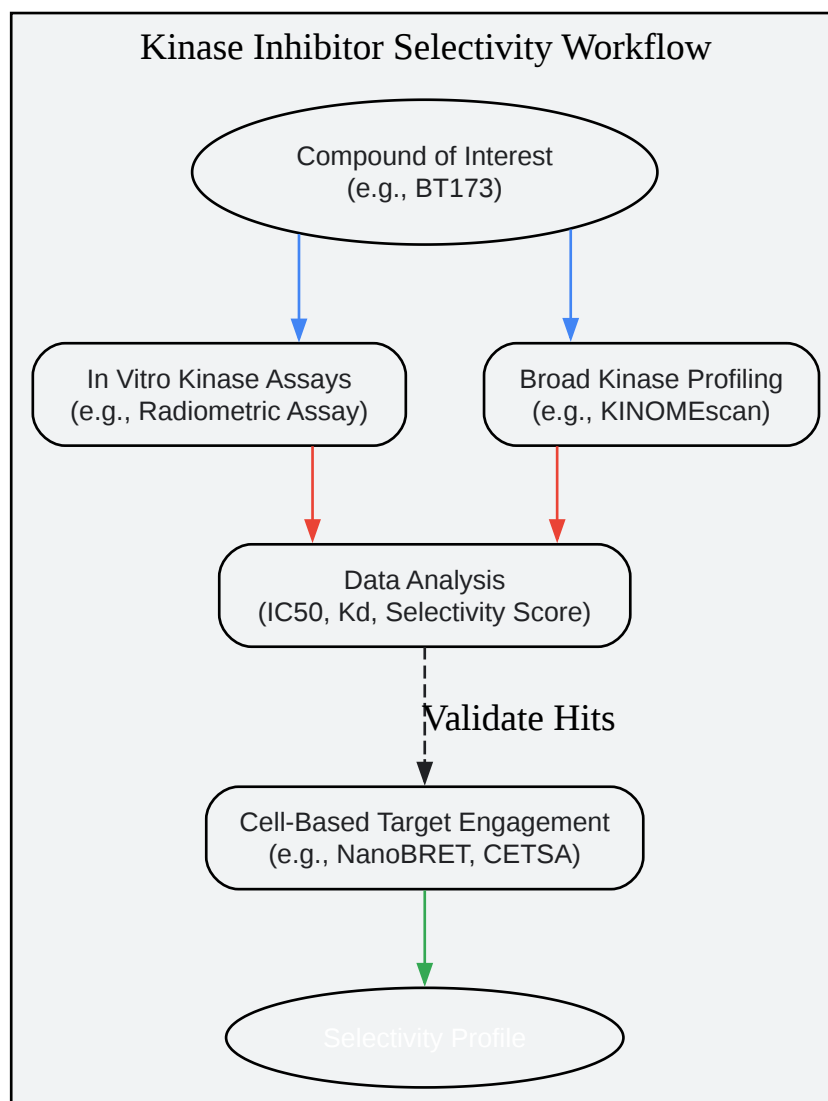 Kinase Inhibitor Selectivity Workflow
Compound of Interest
(e.g., BT173)
In Vitro Kinase Assays
(e.g., Radiometric Assay)
Broad Kinase Profiling
(e.g., KINOMEscan)
Data Analysis
(IC50, Kd, Selectivity Score)
Validate Hits
Cell-Based Target Engagement
(e.g., NanoBRET, CETSA)
Selectivity Profile